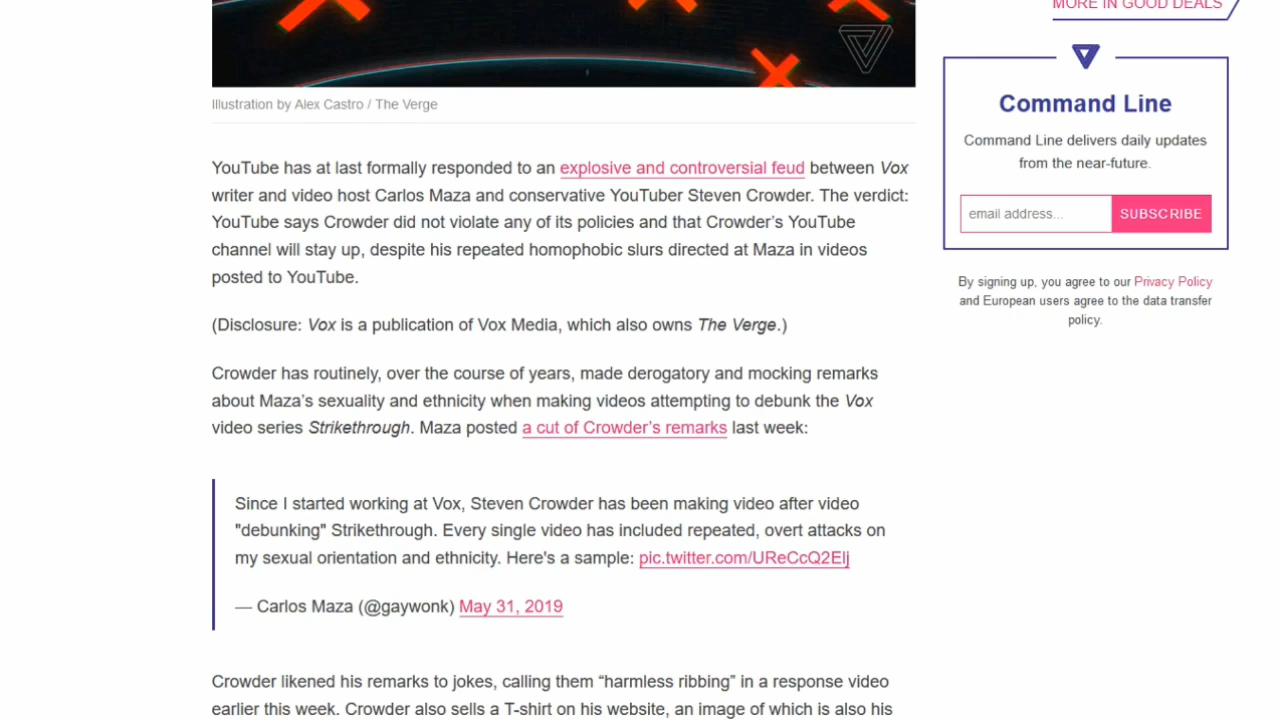 MORE IN GOOD DEALS
Illustration by Alex Castro / The Verge
YouTube has at last formally responded to an explosive and controversial feud between Vox
writer and video host Carlos Maza and conservative YouTuber Steven Crowder. The verdict:
YouTube says Crowder did not violate any of its policies and that Crowder’s YouTube
channel will stay up, despite his repeated homophobic slurs directed at Maza in videos
posted to YouTube.
(Disclosure: Vox is a publication of Vox Media, which also owns The Verge.)
Crowder has routinely, over the course of years, made derogatory and mocking remarks
about Maza’s sexuality and ethnicity when making videos attempting to debunk the Vox
video series Strikethrough. Maza posted a cut of Crowder’s remarks last week:
Since I started working at Vox, Steven Crowder has been making video after video
"debunking" Strikethrough. Every single video has included repeated, overt attacks on
my sexual orientation and ethnicity. Here's a sample: pic.twitter.com/UReCcQ2Elj
— Carlos Maza (@gaywonk) May 31, 2019
Crowder likened his remarks to jokes, calling them “harmless ribbing” in a response video
earlier this week. Crowder also sells a T-shirt on his website, an image of which is also his
Command Line
Command Line delivers daily updates
from the near-future.
email address...
SUBSCRIBE
By signing up, you agree to our Privacy Policy
and European users agree to the data transfer
policy.